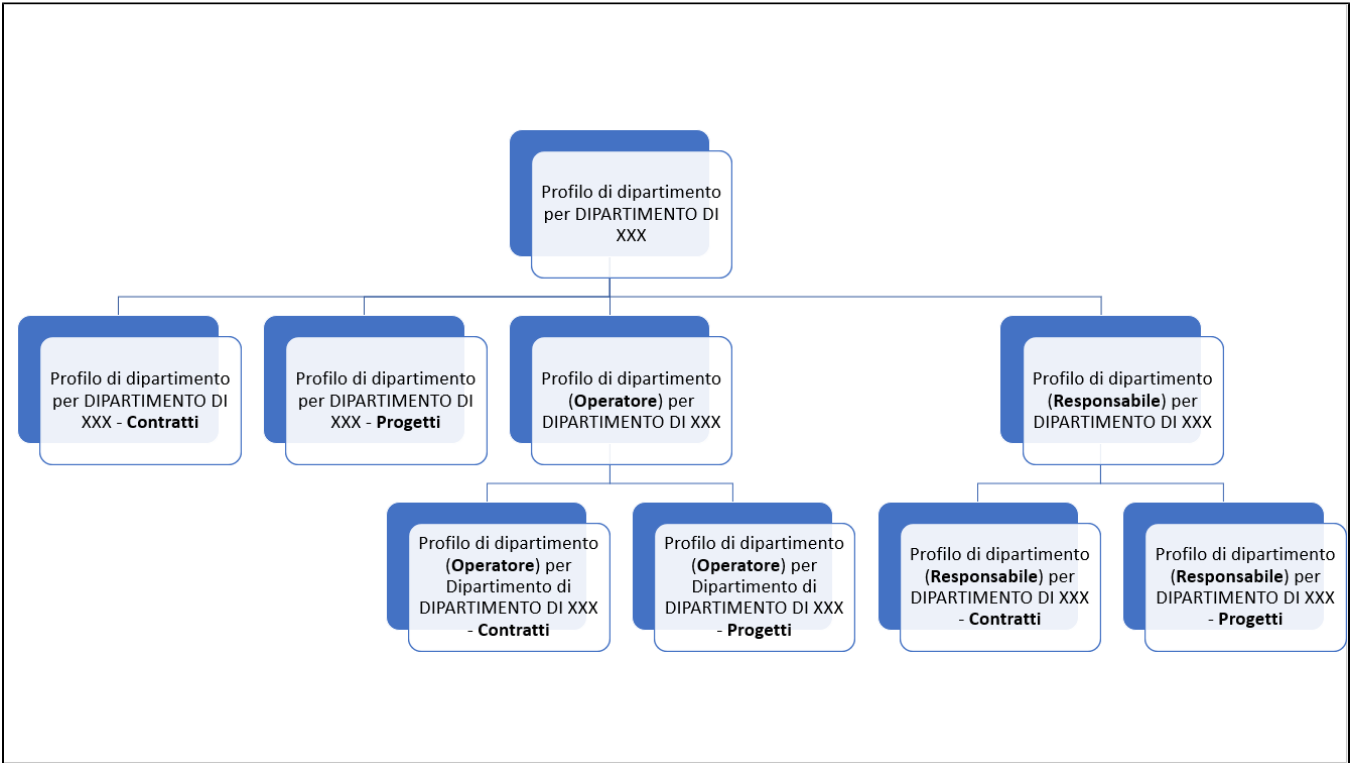 Profilo di dipartimento
per DIPARTIMENTO DI
XXX
Profilo di dipartimento
per DIPARTIMENTO DI
XXX - Contratti
Profilo di dipartimento
per DIPARTIMENTO DI
XXX - Progetti
Profilo di dipartimento
(Operatore) per
DIPARTIMENTO DI XXX
Profilo di dipartimento
(Responsabile) per
DIPARTIMENTO DI XXX
Profilo di dipartimento
(Operatore) per
Dipartimento di
DIPARTIMENTO DI XXX
- Contratti
Profilo di dipartimento
(Operatore) per
Dipartimento di
DIPARTIMENTO DI XXX
- Progetti
Profilo di dipartimento
(Responsabile) per
DIPARTIMENTO DI XXX
- Contratti
Profilo di dipartimento
(Responsabile) per
DIPARTIMENTO DI XXX
- Progetti